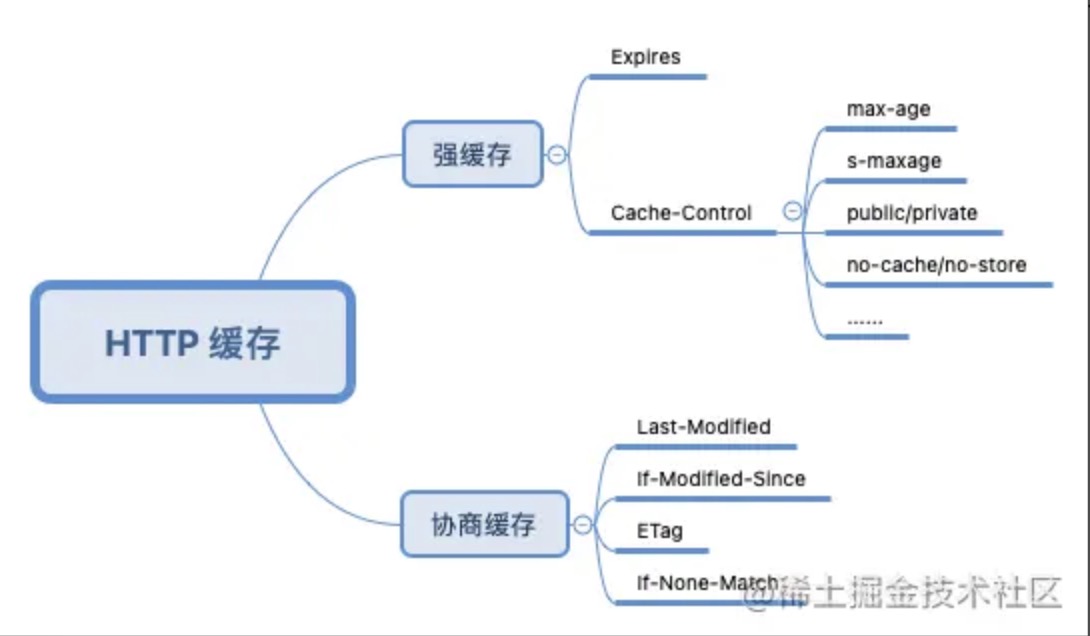 HTTP 缓存
强缓存
Expires
Cache-Control
max-age
s-maxage
public/private
no-cache/no-store
......
协商缓存
Last-Modified
If-Modified-Since
ETag
If-None-Match
@稀土掘金技术社区